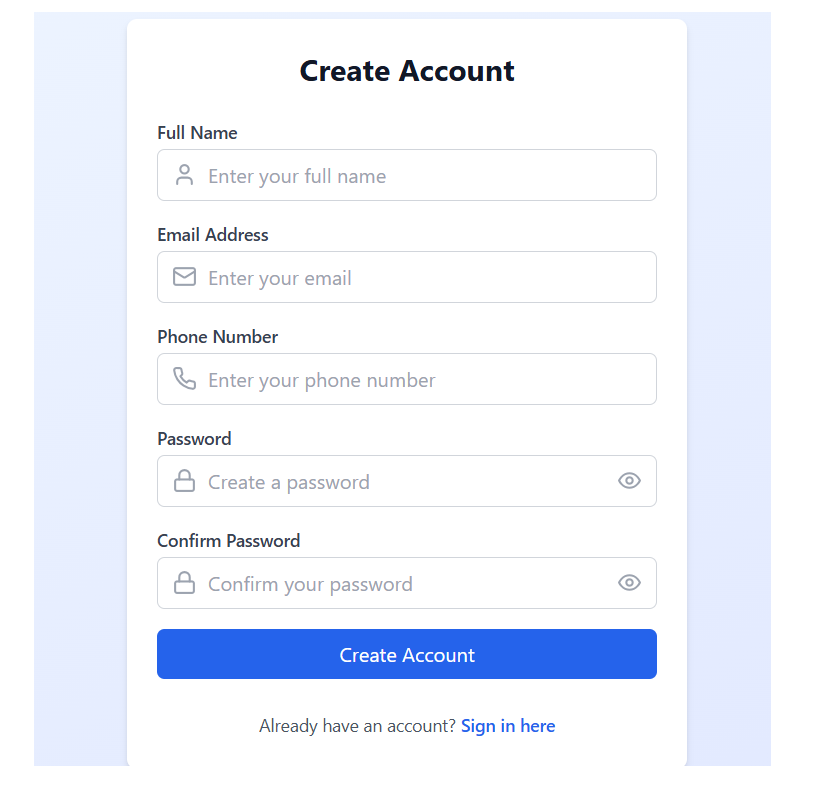 Create Account
Full Name
Enter your full name
Email Address
Enter your email
Phone Number
Enter your phone number
Password
Create a password
Confirm Password
Confirm your password
Create Account
Already have an account? Sign in here